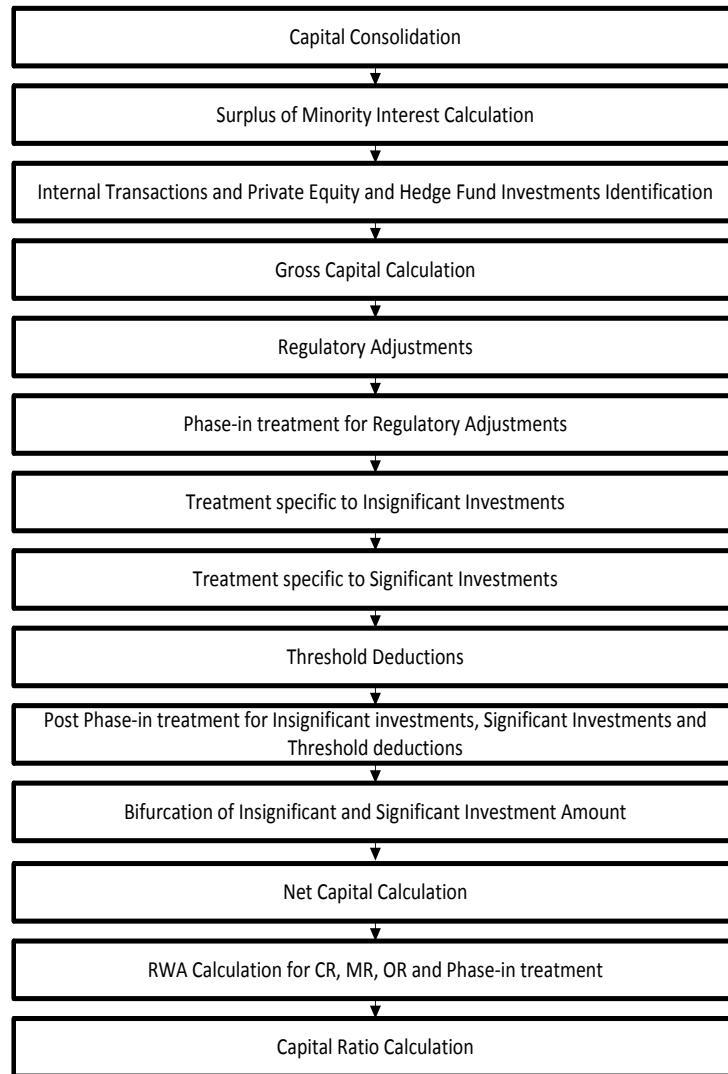 Capital Consolidation
Surplus of Minority Interest Calculation
Internal Transactions and Private Equity and Hedge Fund Investments Identification
Gross Capital Calculation
Regulatory Adjustments
Phase-in treatment for Regulatory Adjustments
Treatment specific to Insignificant Investments
Treatment specific to Significant Investments
Threshold Deductions
Post Phase-in treatment for Insignificant investments, Significant Investments and
Threshold deductions
Bifurcation of Insignificant and Significant Investment Amount
Net Capital Calculation
RWA Calculation for CR, MR, OR and Phase-in treatment
Capital Ratio Calculation